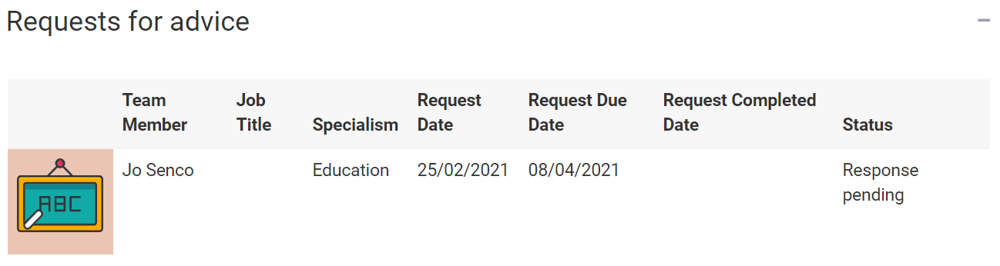 Requests for advice
Team Member Job Title Specialism Request Date Request Due Date Request Completed Date Status
ABC Jo Senco Education 25/02/2021 08/04/2021 Response pending